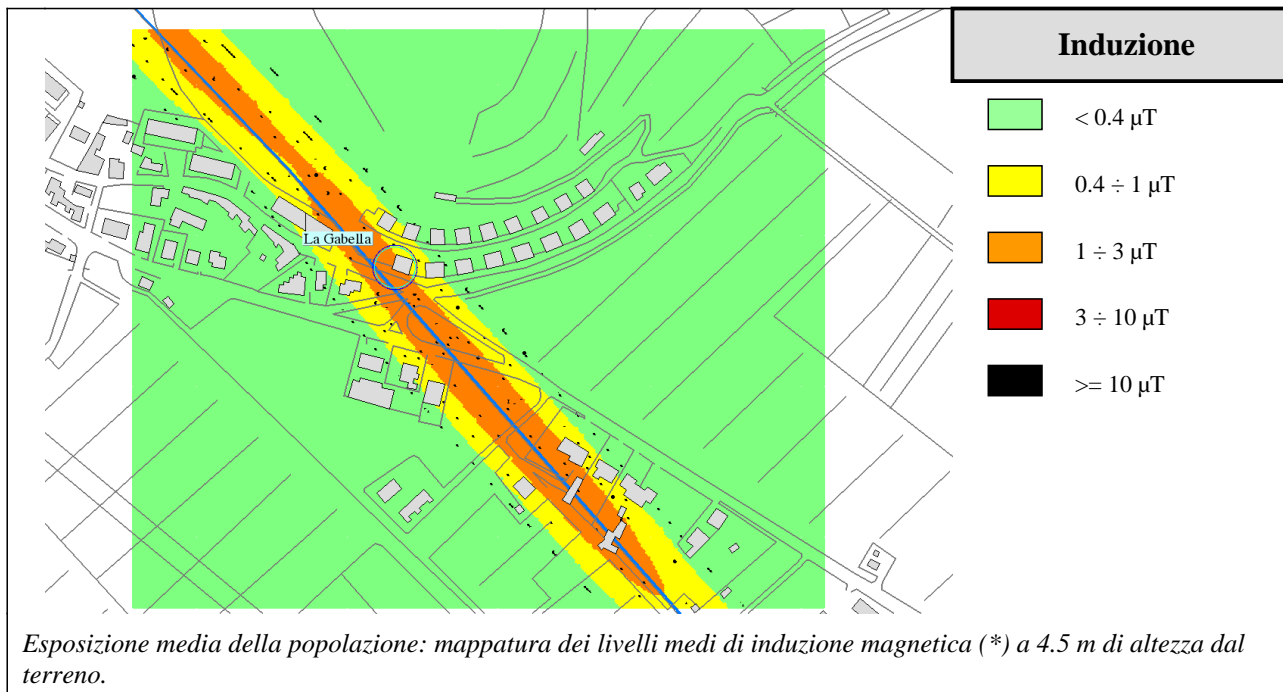 Induzione
< 0.4 µT
0.4 ÷ 1 µT
1 ÷ 3 µT
3 ÷ 10 µT
>= 10 µT
La Gabella
Esposizione media della popolazione: mappatura dei livelli medi di induzione magnetica (*) a 4.5 m di altezza dal
terreno.